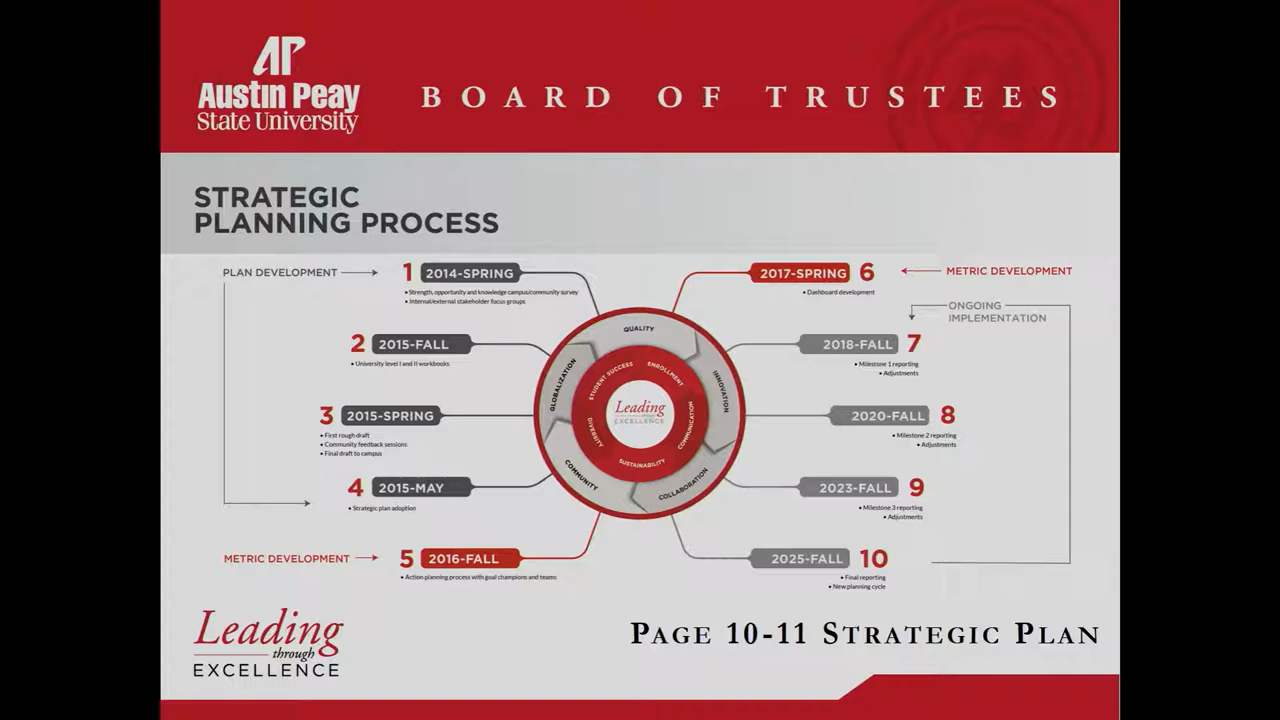 AP
Austin Peay
State University
BOARD OF TRUSTEES
STRATEGIC
PLANNING PROCESS
PLAN DEVELOPMENT
1 2014-SPRING
• Strength, opportunity and knowledge campus/community survey
• Internal/external stakeholder focus groups
2 2015-FALL
• University level I and II workbooks
3 2015-SPRING
• First rough draft
• Community feedback sessions
• Final draft to campus
4 2015-MAY
• Strategic plan adoption
METRIC DEVELOPMENT
5 2016-FALL
• Action planning process with goal champions and teams
QUALITY
INNOVATION
COLLABORATION
COMMUNITY
GLOBALIZATION
STUDENT SUCCESS
ENROLLMENT
COMMUNICATION
SUSTAINABILITY
DIVERSITY
Leading
through
EXCELLENCE
2017-SPRING 6
• Dashboard development
METRIC DEVELOPMENT
ONGOING
IMPLEMENTATION
2018-FALL 7
• Milestone 1 reporting
• Adjustments
2020-FALL 8
• Milestone 2 reporting
• Adjustments
2023-FALL 9
• Milestone 3 reporting
• Adjustments
2025-FALL 10
• Final reporting
• New planning cycle
Leading
through
EXCELLENCE
PAGE 10-11 STRATEGIC PLAN